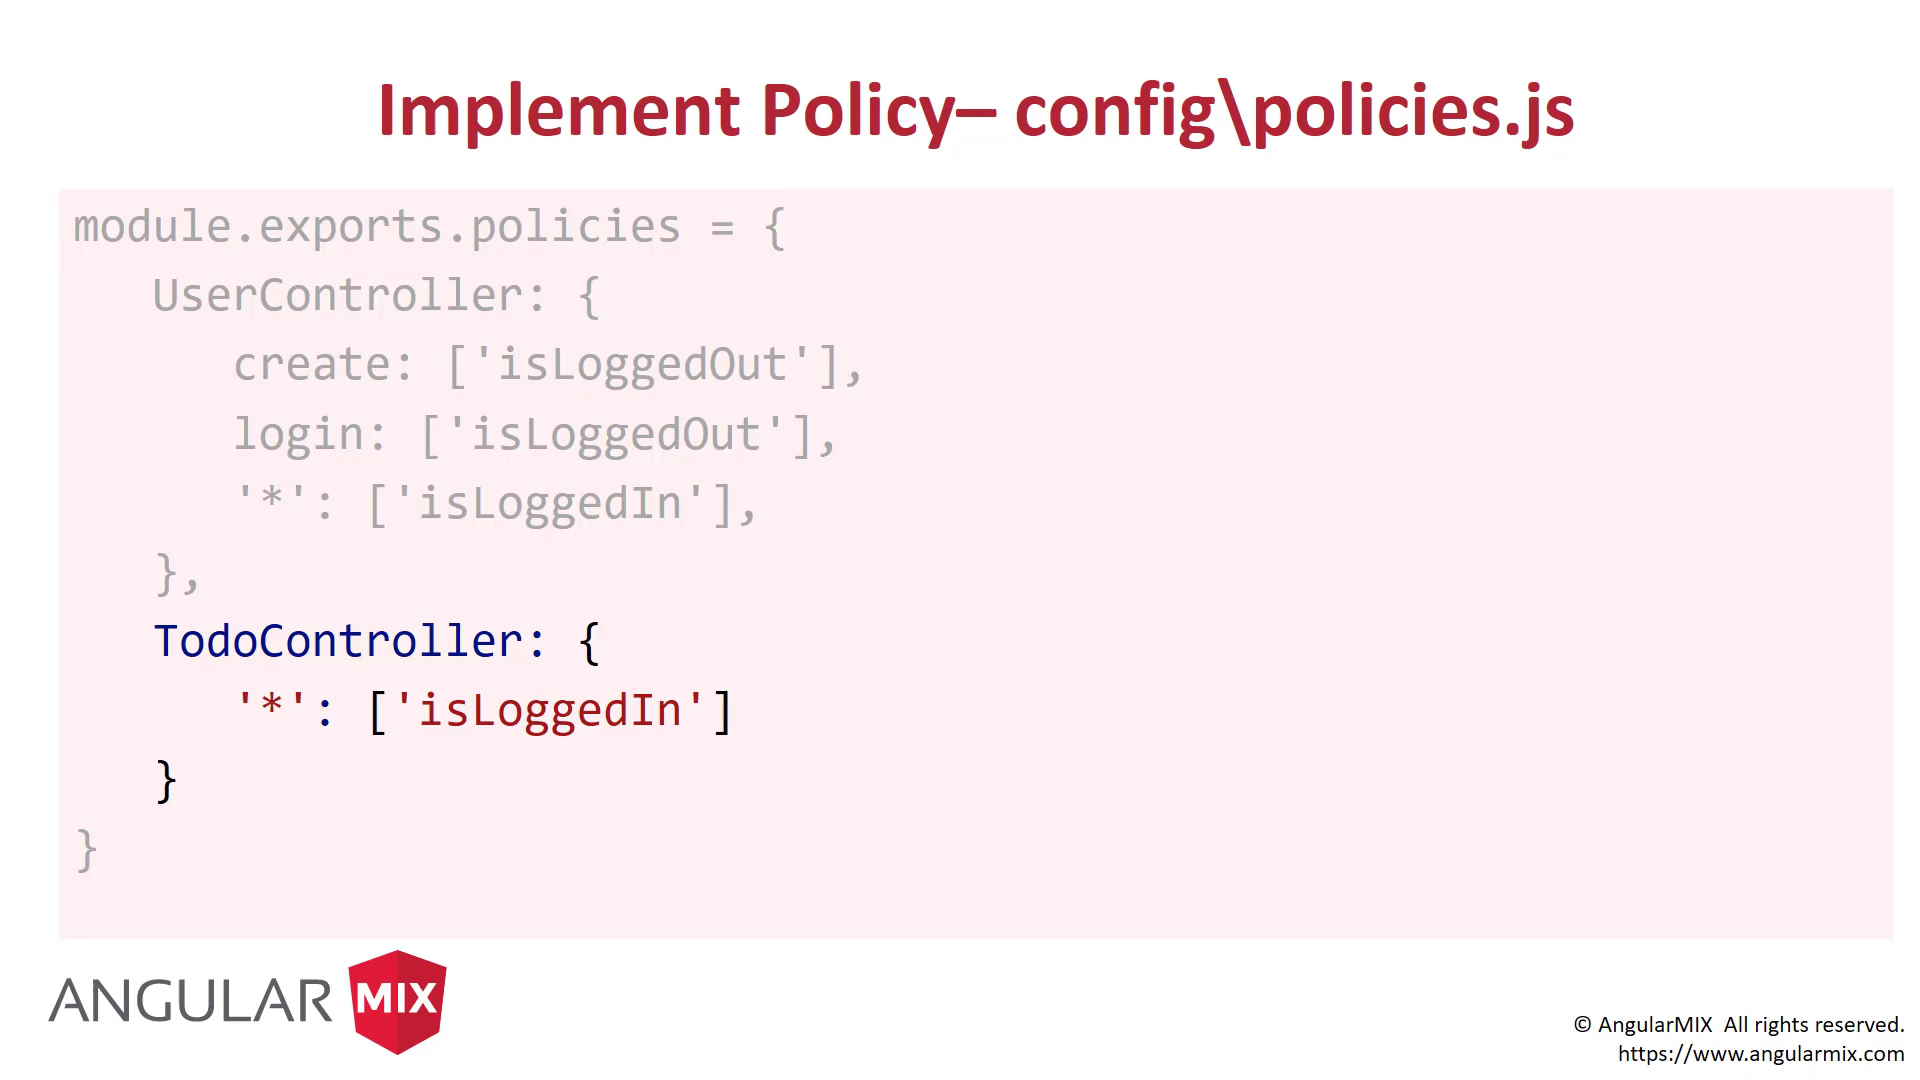 Implement Policy– config\policies.js
module.exports.policies = {
UserController: {
create: ['isLoggedOut'],
login: ['isLoggedOut'],
'*': ['isLoggedIn'],
},
TodoController: {
'*': ['isLoggedIn']
}
}
ANGULAR MIX
© AngularMIX All rights reserved.
https://www.angularmix.com